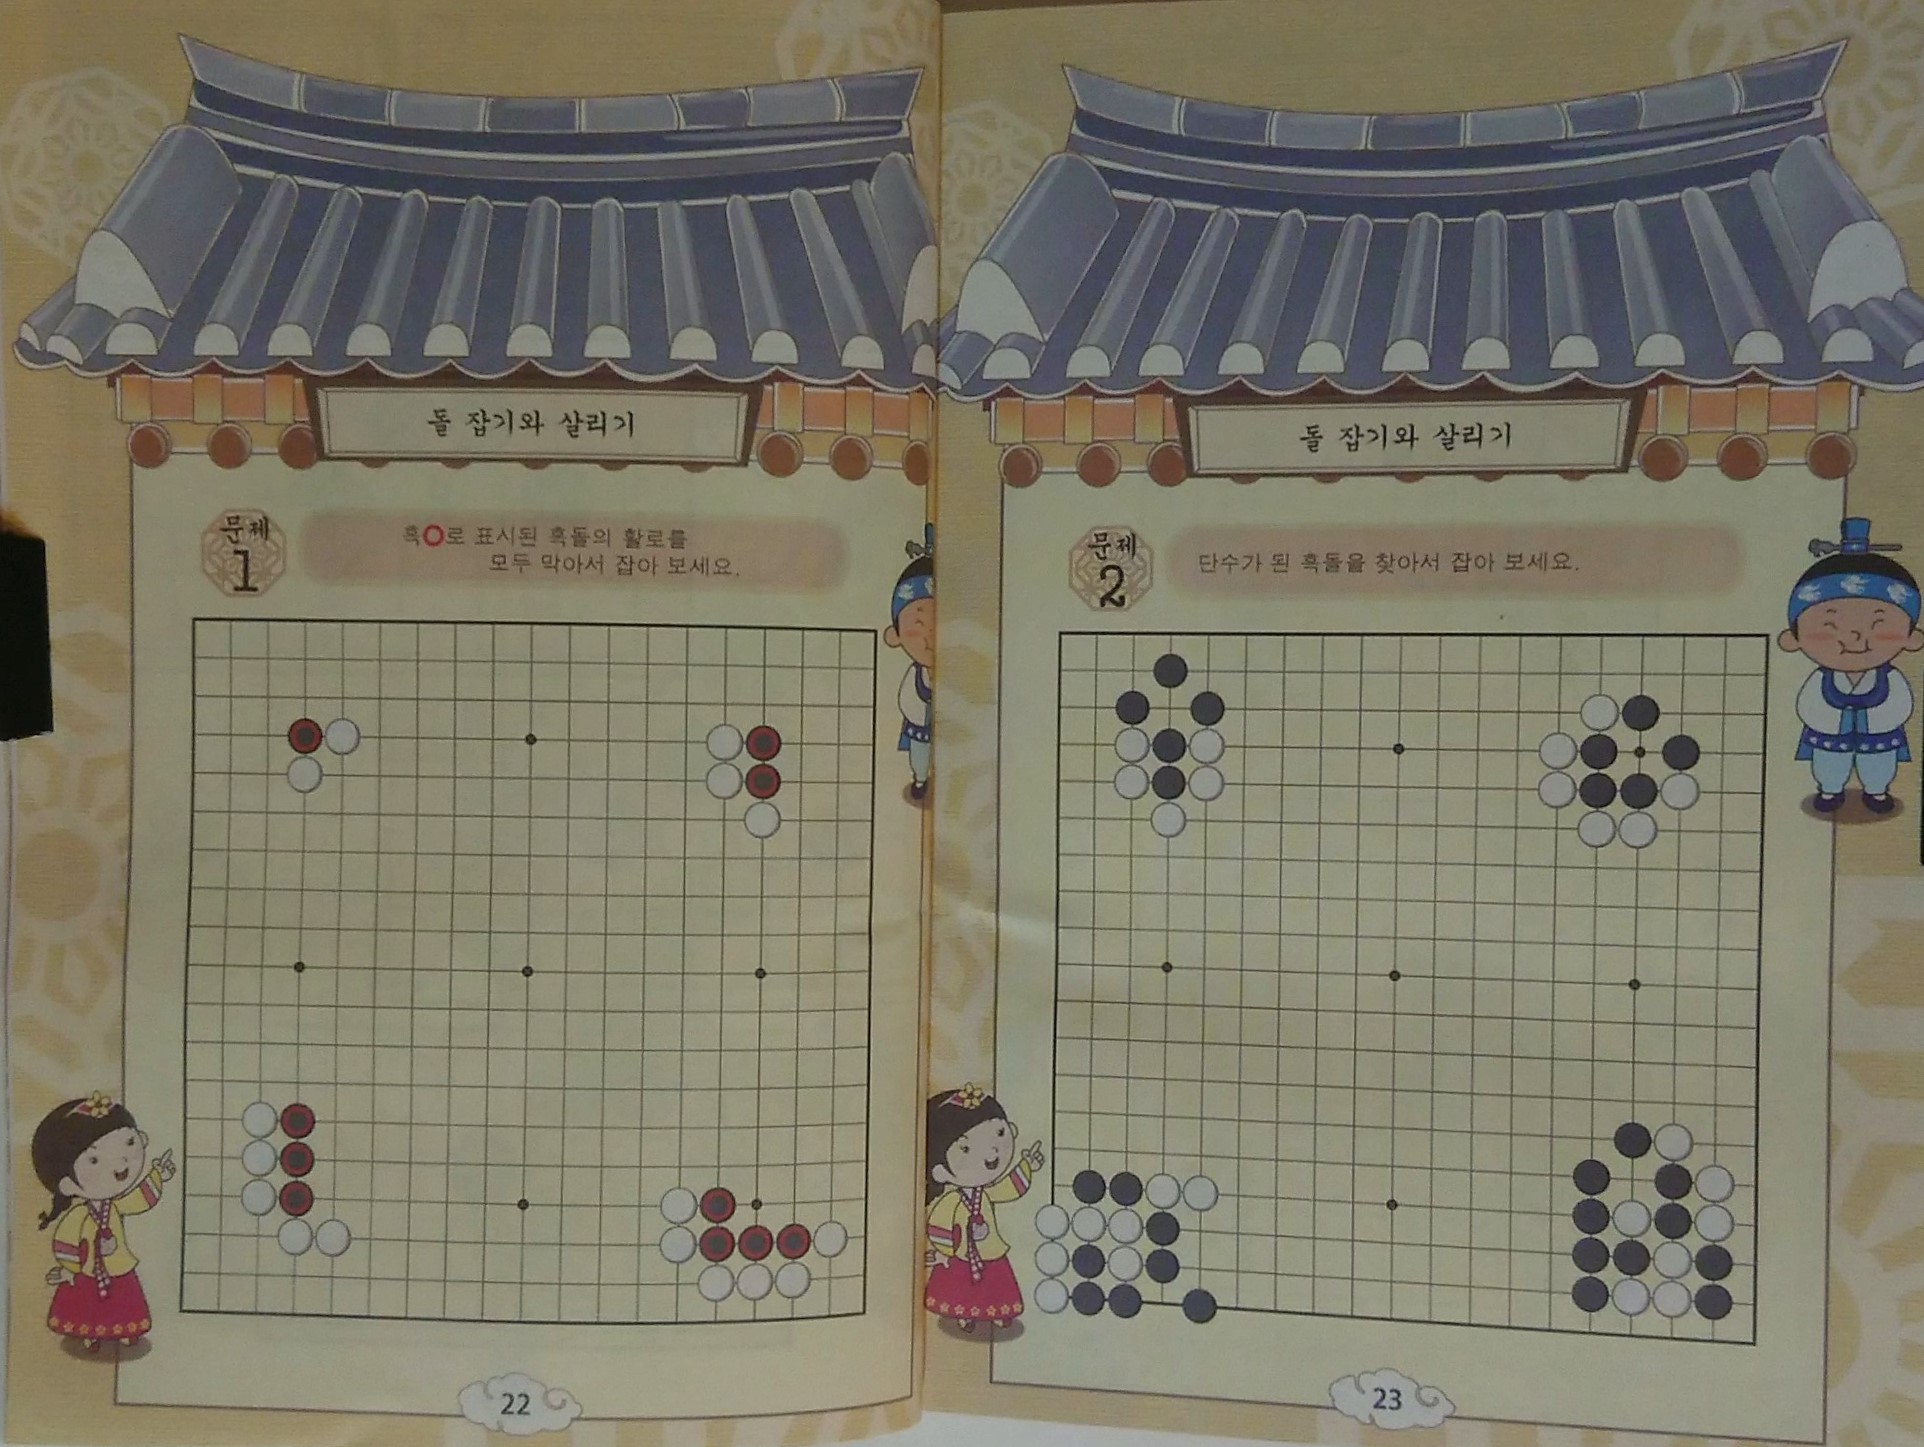 돌 잡기와 살리기
문제
1
흑○로 표시된 흑돌의 활로를
모두 막아서 잡아 보세요.
22
돌 잡기와 살리기
문제
2
단수가 된 흑돌을 찾아서 잡아 보세요.
23